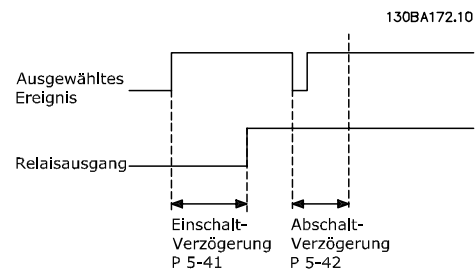 130BA172.10
Ausgewähltes
Ereignis
Relaisausgang
Einschalt-
Verzögerung
P 5-41
Abschalt-
Verzögerung
P 5-42